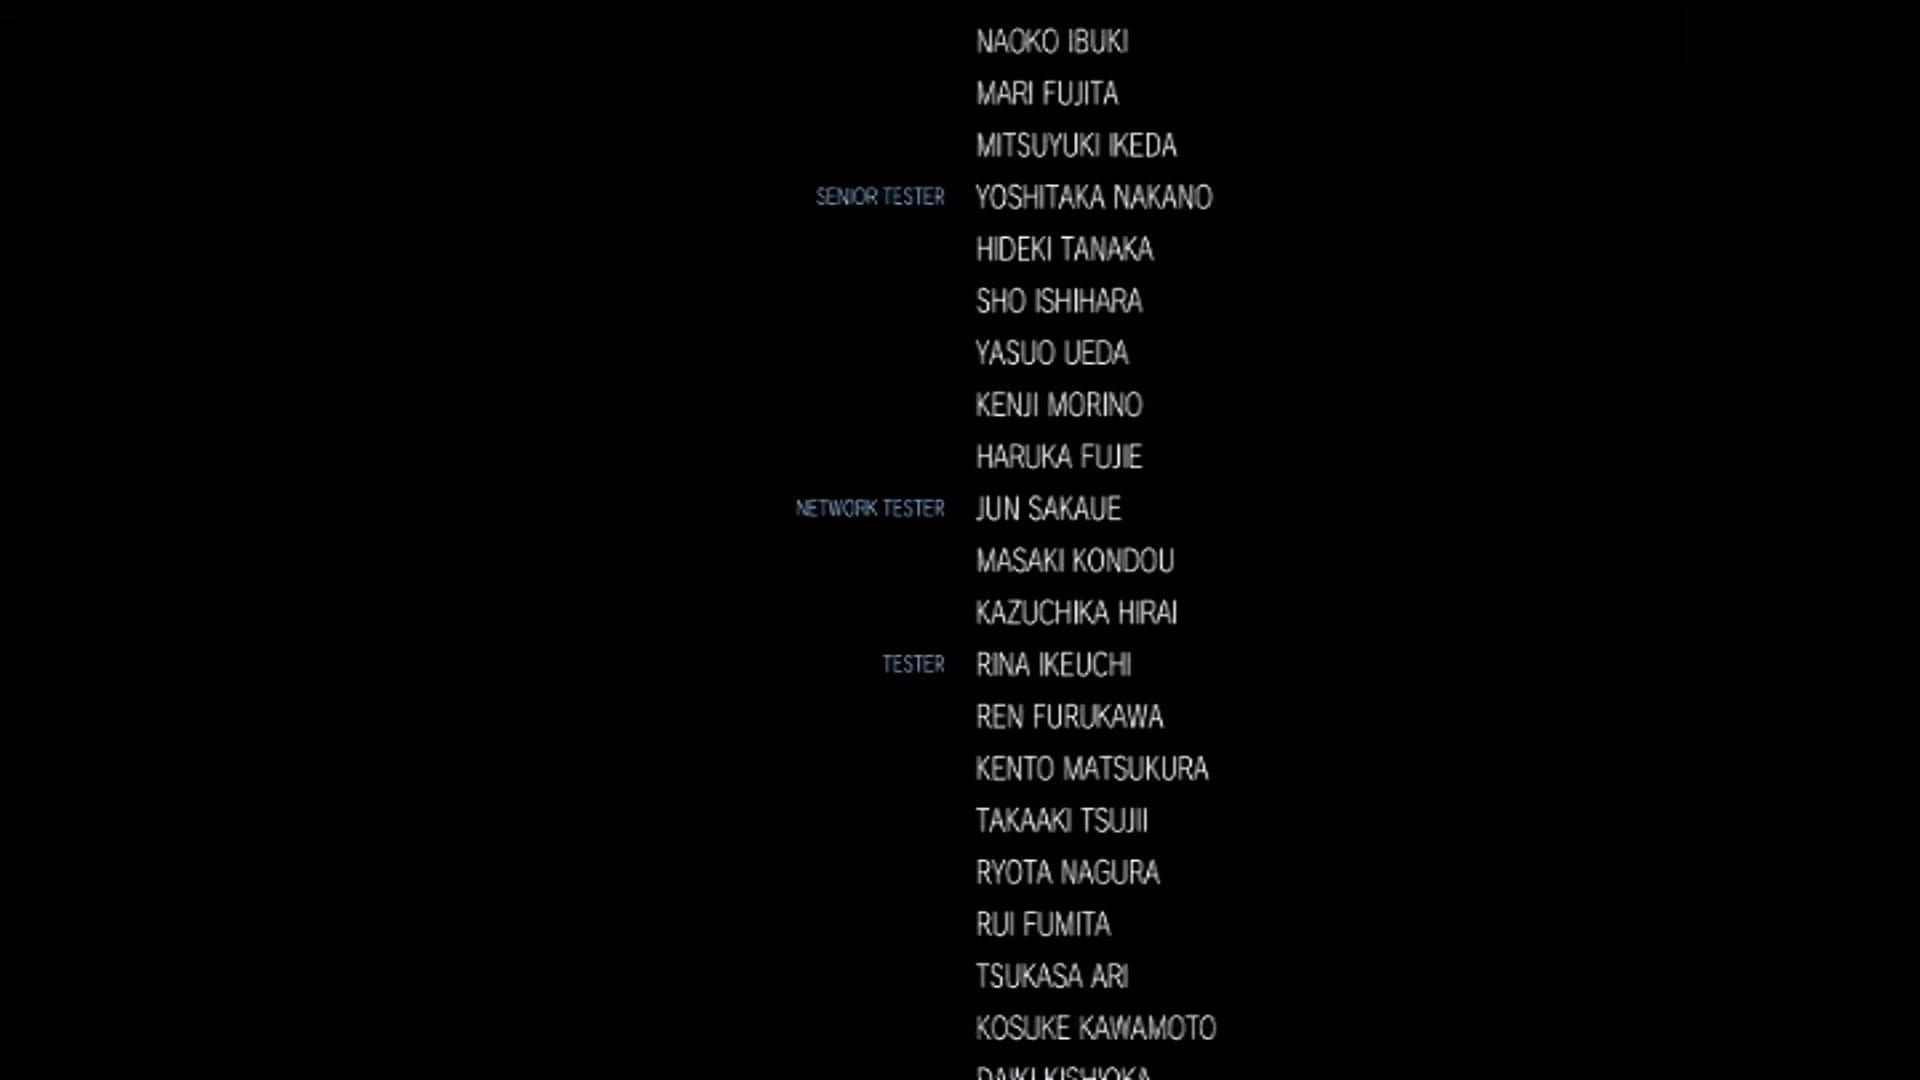 NAOKO IBUKI
MARI FUJITA
MITSUYUKI IKEDA
SENIOR TESTER YOSHITAKA NAKANO
HIDEKI TANAKA
SHO ISHIHARA
YASUO UEDA
KENJI MORINO
HARUKA FUJIE
NETWORK TESTER JUN SAKAUE
MASAKI KONDOU
KAZUCHIKA HIRAI
TESTER RINA IKEUCHI
REN FURUKAWA
KENTO MATSUKURA
TAKAAKI TSUJII
RYOTA NAGURA
RUI FUMITA
TSUKASA ARI
KOSUKE KAWAMOTO
DAIKI KISHIOKA